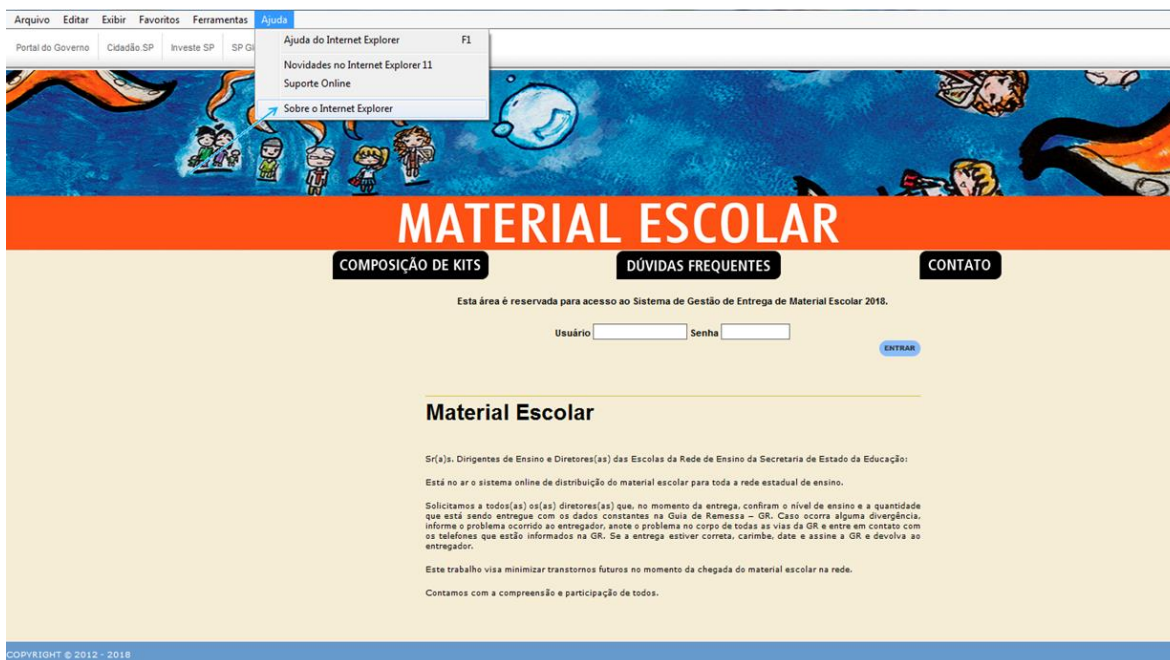 Arquivo Editar Exibir Favoritos Ferramentas Ajuda
Portal do Governo Cidadão.SP Investe SP
Ajuda do Internet Explorer F1
Novidades no Internet Explorer 11
Suporte Online
Sobre o Internet Explorer
MATERIAL ESCOLAR
COMPOSIÇÃO DE KITS DÚVIDAS FREQUENTES CONTATO
Esta área é reservada para acesso ao Sistema de Gestão de Entrega de Material Escolar 2018.
Usuário Senha
ENTRAR
Material Escolar
Sr(a)s. Dirigentes de Ensino e Diretores(as) das Escolas da Rede de Ensino da Secretaria de Estado da Educação:
Está no ar o sistema online de distribuição do material escolar para toda a rede estadual de ensino.
Solicitamos a todos(as) os(as) diretores(as) que, no momento da entrega, confiram o nível de ensino e a quantidade
que está sendo entregue com os dados constantes na Guia de Remessa – GR. Caso ocorra alguma divergência,
informe o problema ocorrido ao entregador, anote o problema no corpo de todas as vias da GR e entre em contato com
os telefones que estão informados na GR. Se a entrega estiver correta, carimbe, date e assine a GR e devolva ao
entregador.
Este trabalho visa minimizar transtornos futuros no momento da chegada do material escolar na rede.
Contamos com a compreensão e participação de todos.
COPYRIGHT © 2012 - 2018